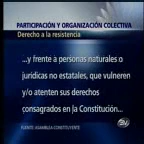 PARTICIPACIÓN Y ORGANIZACIÓN COLECTIVA
Derecho a la resistencia
...y frente a personas naturales o
jurídicas no estatales, que vulneren
y/o atenten sus derechos
consagrados en la Constitución...
FUENTE: ASAMBLEA CONSTITUYENTE